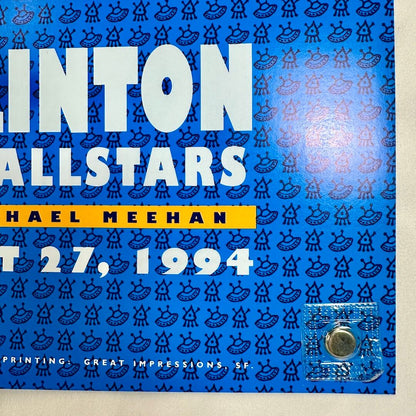 LINTON
ALLSTARS
HAEL MEEHAN
T 27, 1994
PRINTING: GREAT IMPRESSIONS, SF.